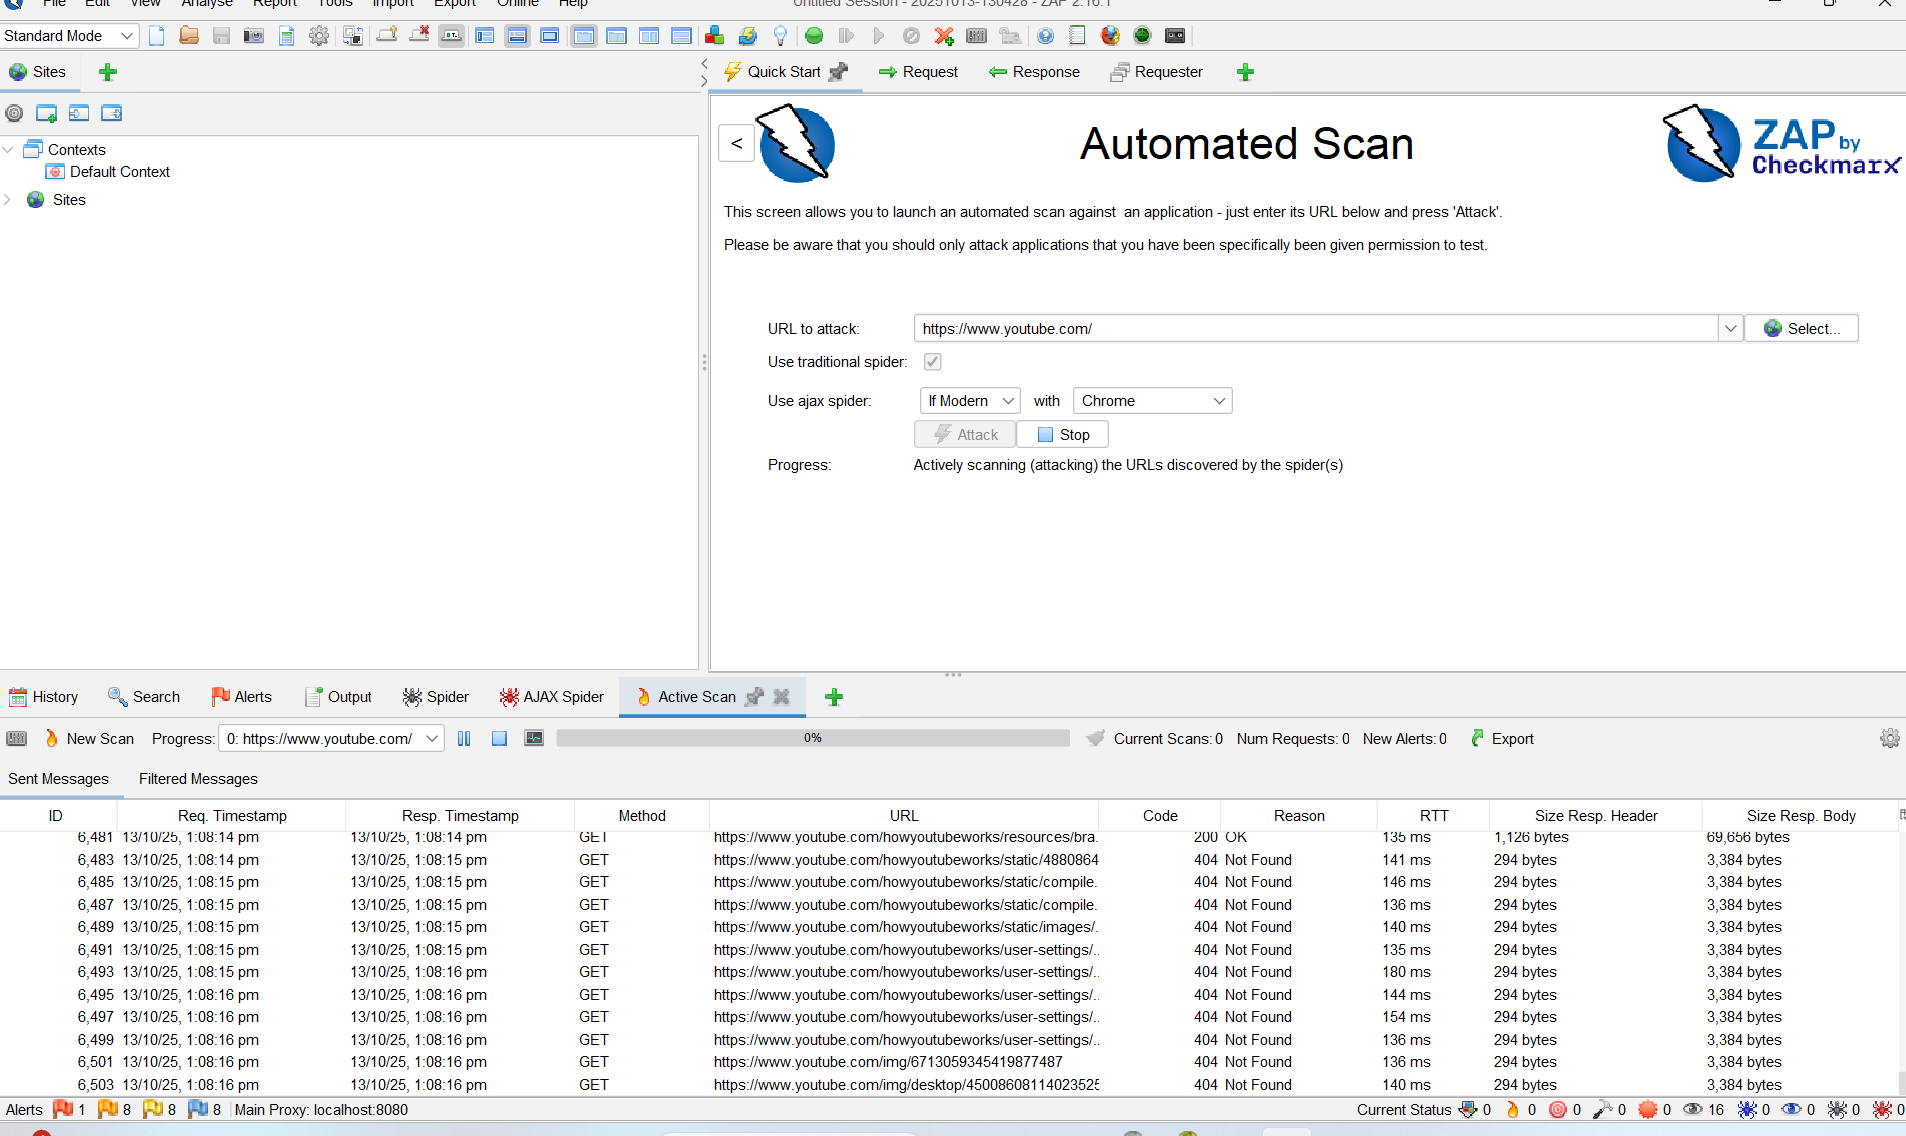 File Edit View Analyse Report Tools Import Export Online Help
Untitled Session - 20251013-130428 - ZAP 2.16.1
Standard Mode
Sites
Quick Start Request Response Requester
<
Automated Scan
ZAP by
Checkmarx
Contexts
Default Context
Sites
This screen allows you to launch an automated scan against an application - just enter its URL below and press 'Attack'.
Please be aware that you should only attack applications that you have been specifically been given permission to test.
URL to attack: https://www.youtube.com/ Select...
Use traditional spider:
Use ajax spider: If Modern with Chrome
Attack Stop
Progress: Actively scanning (attacking) the URLs discovered by the spider(s)
History Search Alerts Output Spider AJAX Spider Active Scan
New Scan Progress: 0: https://www.youtube.com/ 0% Current Scans: 0 Num Requests: 0 New Alerts: 0 Export
Sent Messages Filtered Messages
ID Req. Timestamp Resp. Timestamp Method URL Code Reason RTT Size Resp. Header Size Resp. Body
6,481 13/10/25, 1:08:14 pm 13/10/25, 1:08:14 pm GET https://www.youtube.com/howyoutubeworks/resources/bra. 200 OK 135 ms 1,126 bytes 69,656 bytes
6,483 13/10/25, 1:08:14 pm 13/10/25, 1:08:15 pm GET https://www.youtube.com/howyoutubeworks/static/4880864 404 Not Found 141 ms 294 bytes 3,384 bytes
6,485 13/10/25, 1:08:15 pm 13/10/25, 1:08:15 pm GET https://www.youtube.com/howyoutubeworks/static/compile. 404 Not Found 146 ms 294 bytes 3,384 bytes
6,487 13/10/25, 1:08:15 pm 13/10/25, 1:08:15 pm GET https://www.youtube.com/howyoutubeworks/static/compile. 404 Not Found 136 ms 294 bytes 3,384 bytes
6,489 13/10/25, 1:08:15 pm 13/10/25, 1:08:15 pm GET https://www.youtube.com/howyoutubeworks/static/images/. 404 Not Found 140 ms 294 bytes 3,384 bytes
6,491 13/10/25, 1:08:15 pm 13/10/25, 1:08:15 pm GET https://www.youtube.com/howyoutubeworks/user-settings/.. 404 Not Found 135 ms 294 bytes 3,384 bytes
6,493 13/10/25, 1:08:15 pm 13/10/25, 1:08:16 pm GET https://www.youtube.com/howyoutubeworks/user-settings/.. 404 Not Found 180 ms 294 bytes 3,384 bytes
6,495 13/10/25, 1:08:16 pm 13/10/25, 1:08:16 pm GET https://www.youtube.com/howyoutubeworks/user-settings/.. 404 Not Found 144 ms 294 bytes 3,384 bytes
6,497 13/10/25, 1:08:16 pm 13/10/25, 1:08:16 pm GET https://www.youtube.com/howyoutubeworks/user-settings/.. 404 Not Found 154 ms 294 bytes 3,384 bytes
6,499 13/10/25, 1:08:16 pm 13/10/25, 1:08:16 pm GET https://www.youtube.com/howyoutubeworks/user-settings/.. 404 Not Found 136 ms 294 bytes 3,384 bytes
6,501 13/10/25, 1:08:16 pm 13/10/25, 1:08:16 pm GET https://www.youtube.com/img/6713059345419877487 404 Not Found 136 ms 294 bytes 3,384 bytes
6,503 13/10/25, 1:08:16 pm 13/10/25, 1:08:16 pm GET https://www.youtube.com/img/desktop/45008608114023525 404 Not Found 140 ms 294 bytes 3,384 bytes
Alerts 1 8 8 8 Main Proxy: localhost:8080 Current Status 0 0 0 0 0 16 0 0 0 0